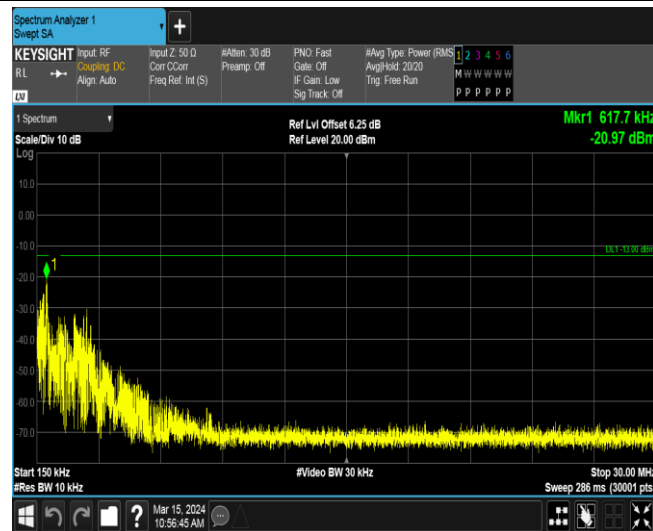 Spectrum Analyzer 1
Swept SA
+
KEYSIGHT
RL
LXI
Input: RF
Coupling: DC
Align: Auto
Input Z: 50 Ω
Corr CCorr
Freq Ref: Int (S)
#Atten: 30 dB
Preamp: Off
PNO: Fast
Gate: Off
IF Gain: Low
Sig Track: Off
#Avg Type: Power (RMS
Avg|Hold: 20/20
Trig: Free Run
1 2 3 4 5 6
M W W W W W
P P P P P P
1 Spectrum
Scale/Div 10 dB
Log
Ref Lvl Offset 6.25 dB
Ref Level 20.00 dBm
Mkr1 617.7 kHz
-20.97 dBm
10.0
0.00
-10.0
DL1 -13.00 dBm
1
-20.0
-30.0
-40.0
-50.0
-60.0
-70.0
Start 150 kHz
#Video BW 30 kHz
Stop 30.00 MHz
#Res BW 10 kHz
Sweep 286 ms (30001 pts
?
Mar 15, 2024
10:56:45 AM